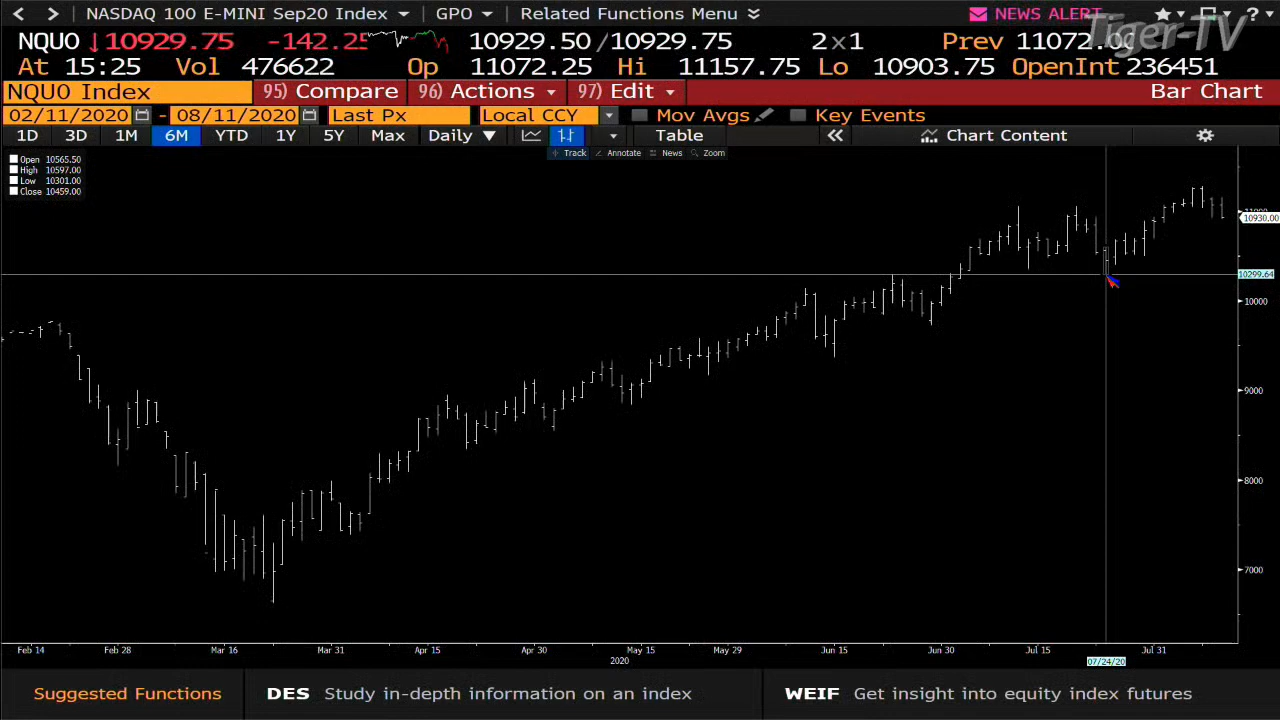 NASDAQ 100 E-MINI Sep20 Index GPO Related Functions Menu NEWS ALERT ?
Tiger-TV
NQU0 ↓10929.75 -142.25 10929.50/10929.75 2x1 Prev 11072.00
At 15:25 Vol 476622 Op 11072.25 Hi 11157.75 Lo 10903.75 OpenInt 236451
NQU0 Index 95) Compare 96) Actions 97) Edit Bar Chart
02/11/2020 - 08/11/2020 Last Px Local CCY Mov Avgs Key Events
1D 3D 1M 6M YTD 1Y 5Y Max Daily ▼ Table Chart Content
Track Annotate News Zoom
Open 10565.50
High 10597.00
Low 10301.00
Close 10459.00
10930.00
10299.64
10000
9000
8000
7000
Feb 14 Feb 28 Mar 16 Mar 31 Apr 15 Apr 30 May 15 May 29 Jun 15 Jun 30 Jul 15 Jul 31
2020 07/24/20
Suggested Functions DES Study in-depth information on an index WEIF Get insight into equity index futures